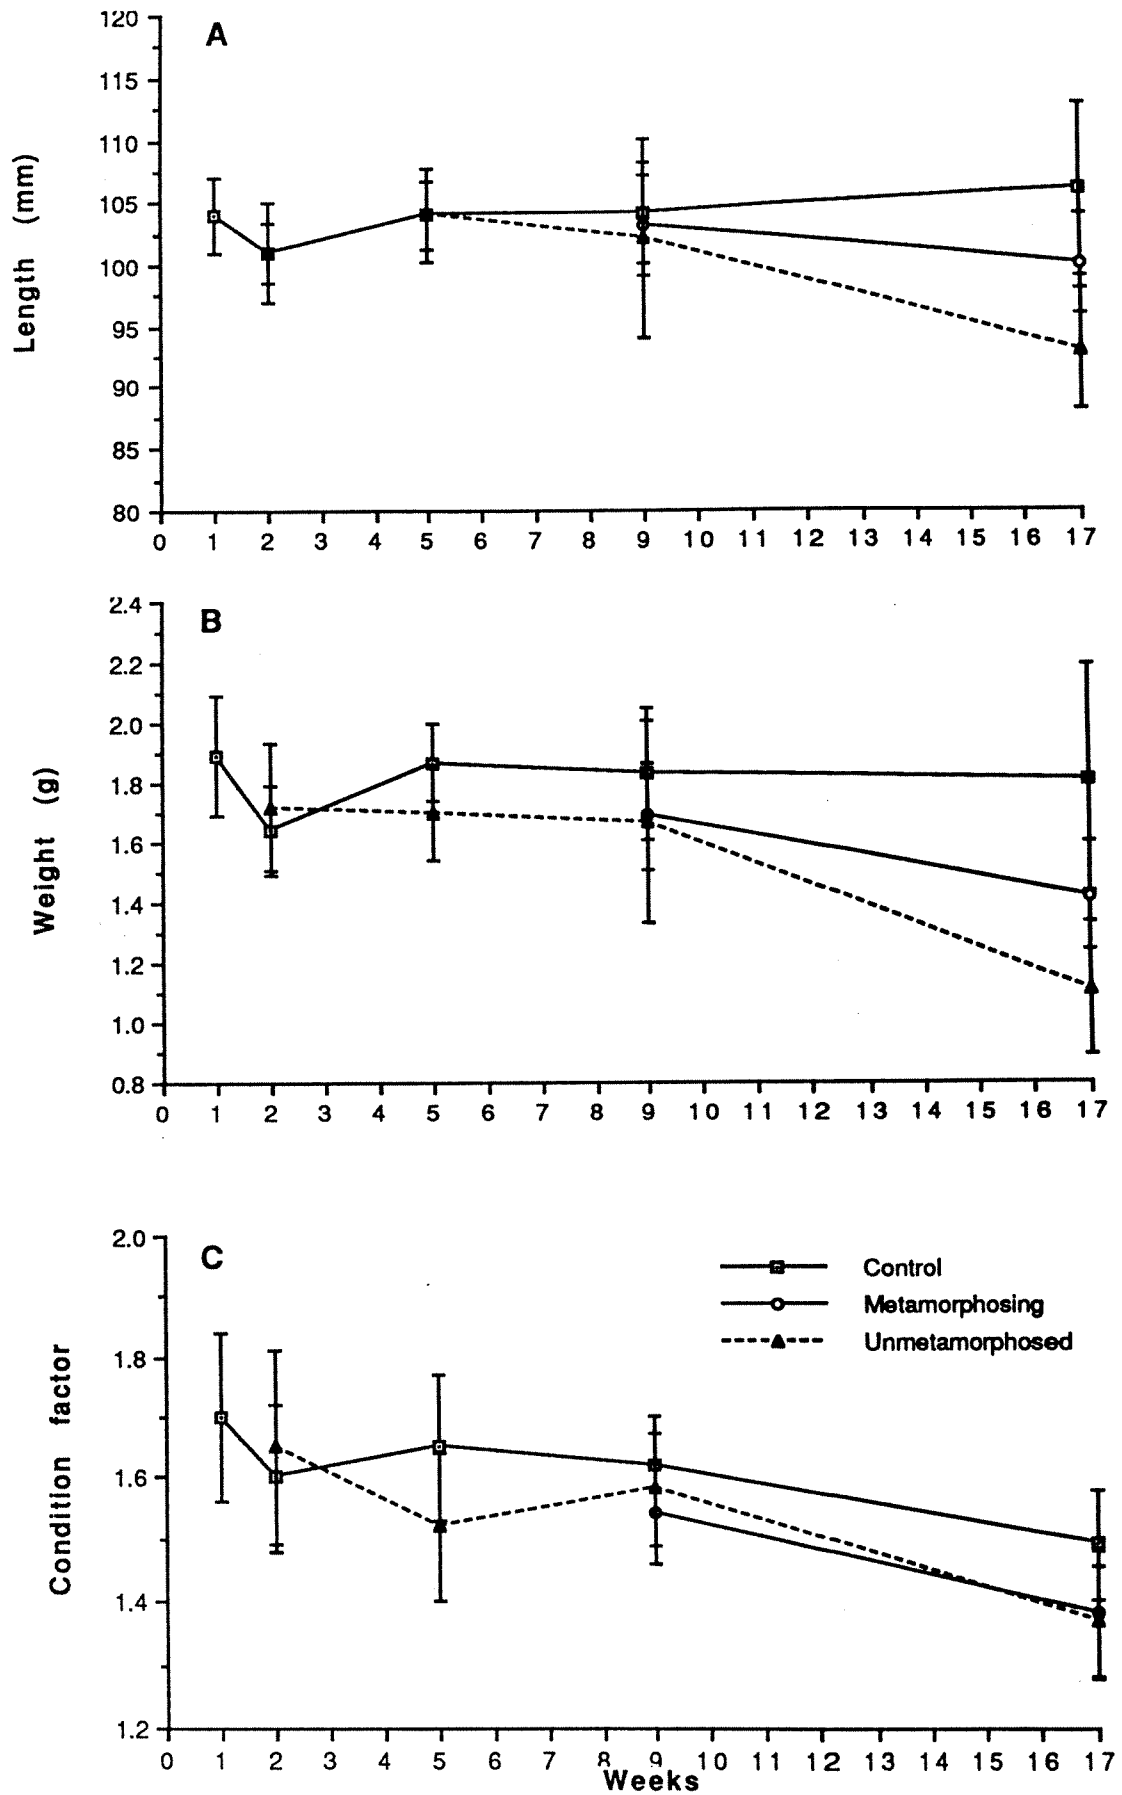 A
120
115
110
105
100
95
90
85
80
Length (mm)
0 1 2 3 4 5 6 7 8 9 10 11 12 13 14 15 16 17
B
2.4
2.2
2.0
1.8
1.6
1.4
1.2
1.0
0.8
Weight (g)
0 1 2 3 4 5 6 7 8 9 10 11 12 13 14 15 16 17
C
2.0
1.8
1.6
1.4
1.2
Condition factor
Control
Metamorphosing
Unmetamorphosed
0 1 2 3 4 5 6 7 8 9 10 11 12 13 14 15 16 17
Weeks